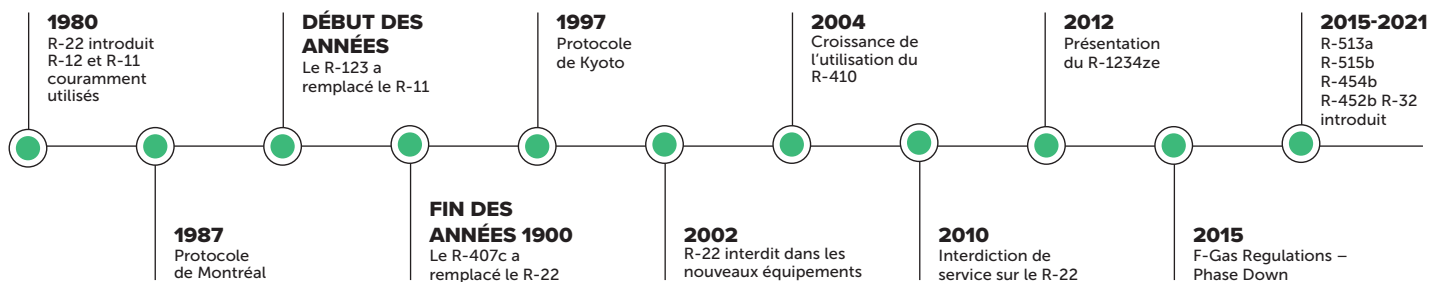 1980
R-22 introduit
R-12 et R-11
couramment
utilisés
1987
Protocole
de Montréal
DÉBUT DES
ANNÉES
Le R-123 a
remplacé le R-11
FIN DES
ANNÉES 1900
Le R-407c a
remplacé le R-22
1997
Protocole
de Kyoto
2002
R-22 interdit dans les
nouveaux équipements
2004
Croissance de
l'utilisation du
R-410
2010
Interdiction de
service sur le R-22
2012
Présentation
du R-1234ze
2015
F-Gas Regulations –
Phase Down
2015-2021
R-513a
R-515b
R-454b
R-452b R-32
introduit